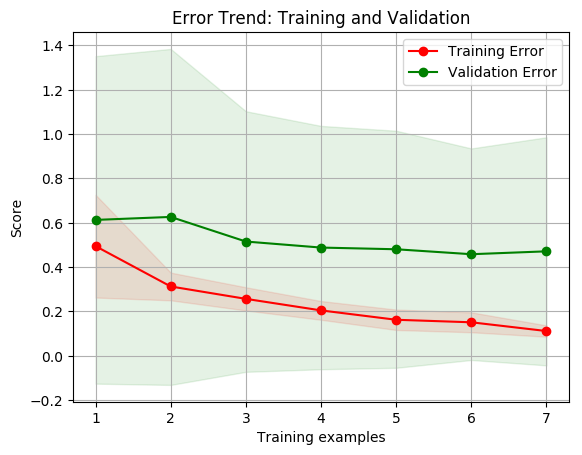 Error Trend: Training and Validation
Training Error
Validation Error
Score
1.4
1.2
1.0
0.8
0.6
0.4
0.2
0.0
−0.2
1 2 3 4 5 6 7
Training examples